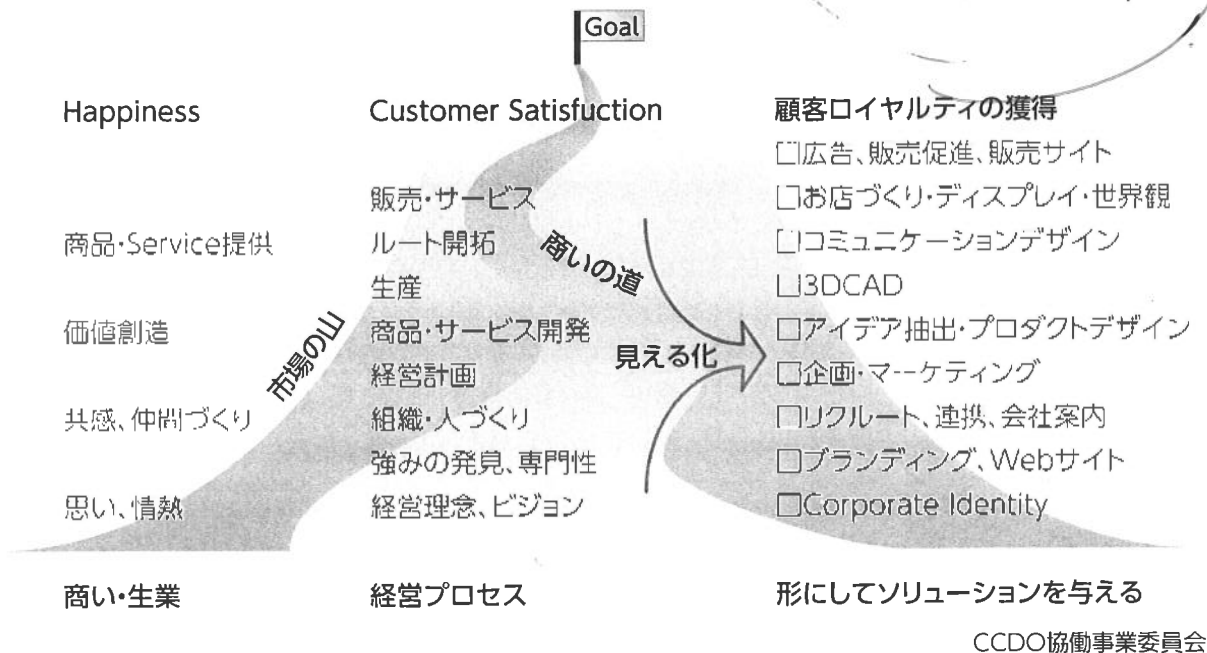 Goal
Happiness
Customer Satisfuction
顧客ロイヤルティの獲得
□広告、販売促進、販売サイト
販売・サービス
□お店づくり・ディスプレイ・世界観
商品・Service提供
ルート開拓
商いの道
□コミュニケーションデザイン
生産
□3DCAD
価値創造
市場の山
商品・サービス開発
見える化
□アイデア抽出・プロダクトデザイン
経営計画
□企画・マーケティング
共感、仲間づくり
組織・人づくり
□リクルート、連携、会社案内
強みの発見、専門性
□ブランディング、Webサイト
思い、情熱
経営理念、ビジョン
□Corporate Identity
商い・生業
経営プロセス
形にしてソリューションを与える
CCDO協働事業委員会